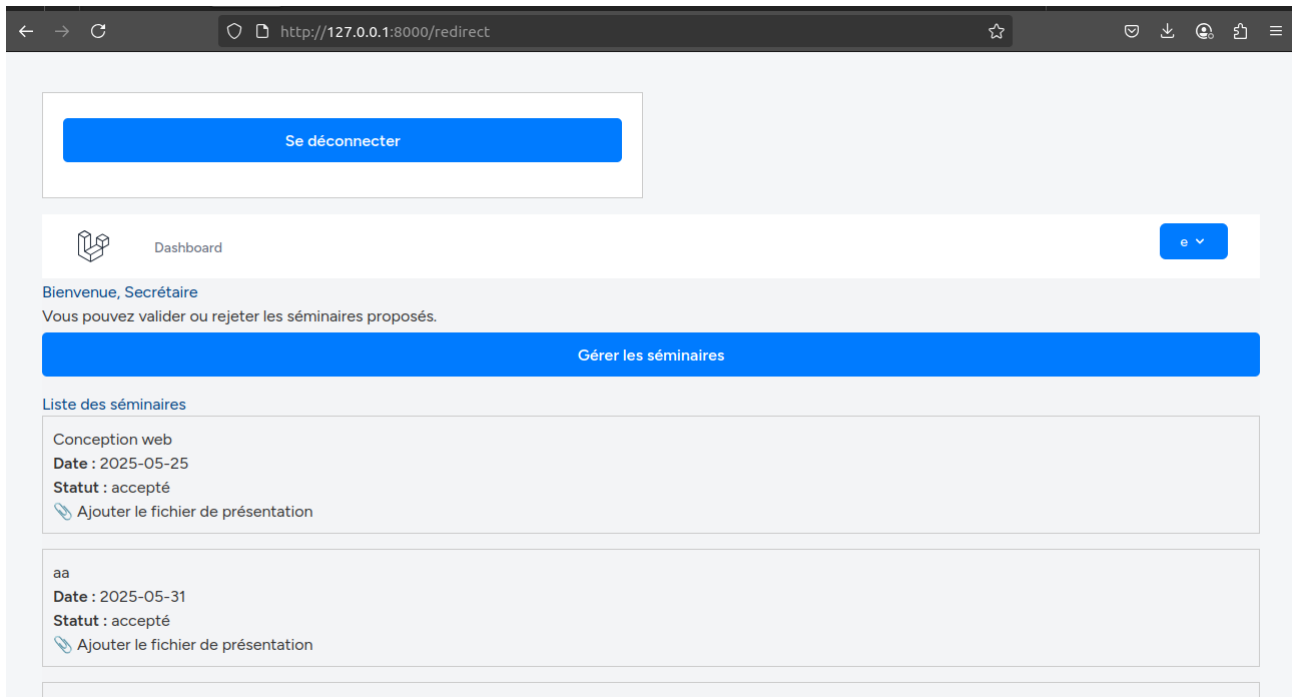 http://127.0.0.1:8000/redirect
Se déconnecter
Dashboard
e
Bienvenue, Secrétaire
Vous pouvez valider ou rejeter les séminaires proposés.
Gérer les séminaires
Liste des séminaires
Conception web
Date : 2025-05-25
Statut : accepté
Ajouter le fichier de présentation
aa
Date : 2025-05-31
Statut : accepté
Ajouter le fichier de présentation